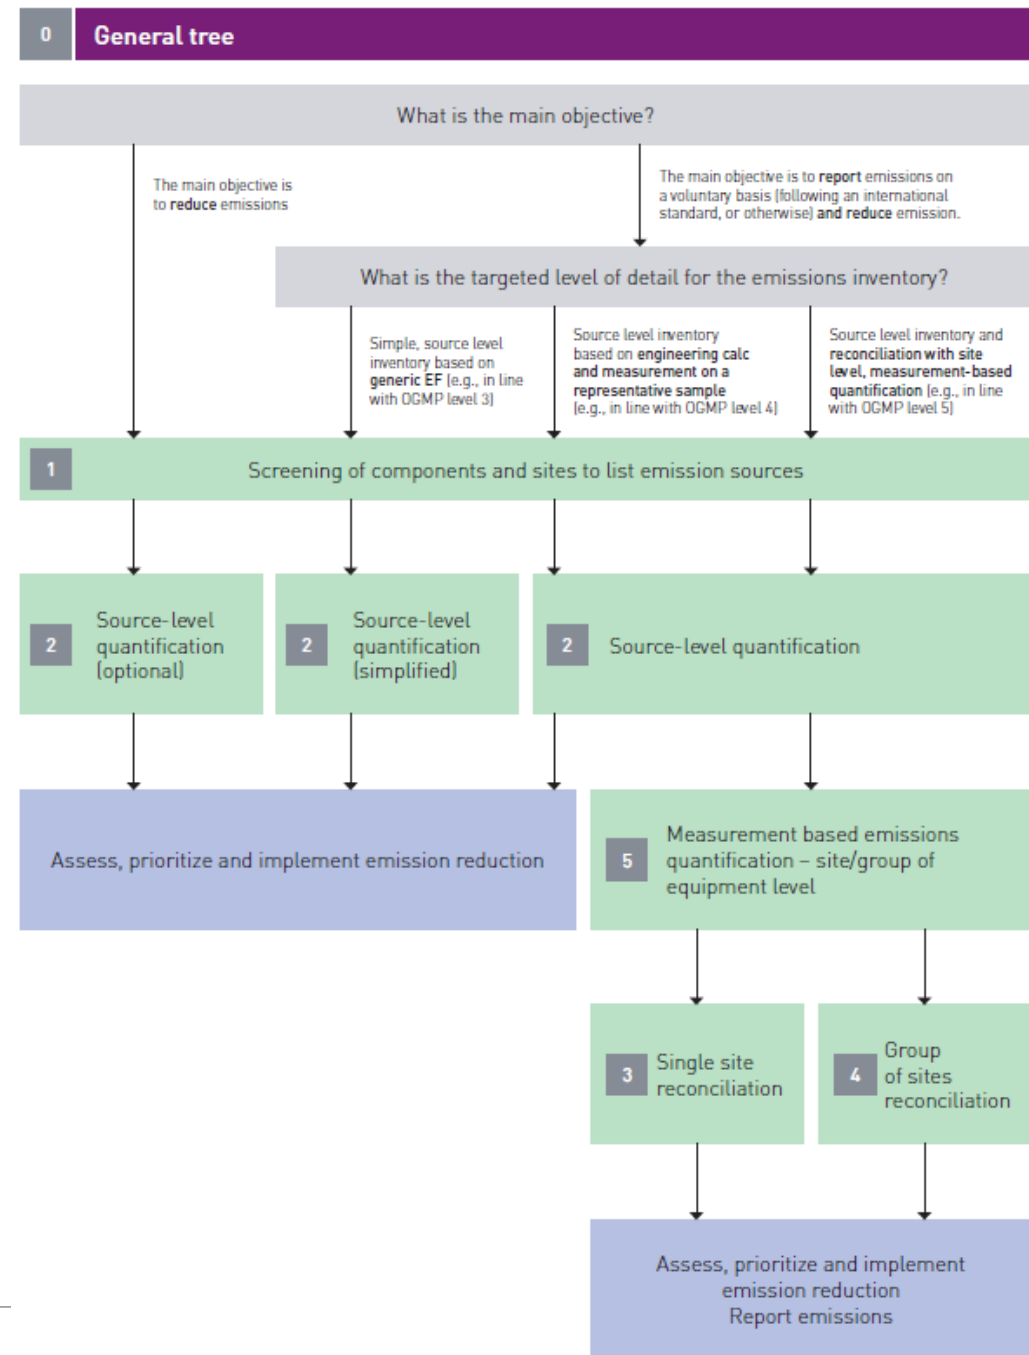 0
General tree
What is the main objective?
The main objective is
to reduce emissions
The main objective is to report emissions on
a voluntary basis (following an international
standard, or otherwise) and reduce emission.
What is the targeted level of detail for the emissions inventory?
Simple, source level
inventory based on
generic EF (e.g., in line
with OGMP level 3)
Source level inventory
based on engineering calc
and measurement on a
representative sample
(e.g., in line with OGMP level 4)
Source level inventory and
reconciliation with site
level, measurement-based
quantification (e.g., in line
with OGMP level 5)
1
Screening of components and sites to list emission sources
2
Source-level
quantification
(optional)
2
Source-level
quantification
(simplified)
2
Source-level quantification
Assess, prioritize and implement emission reduction
5
Measurement based emissions
quantification – site/group of
equipment level
3
Single site
reconciliation
4
Group
of sites
reconciliation
Assess, prioritize and implement
emission reduction
Report emissions